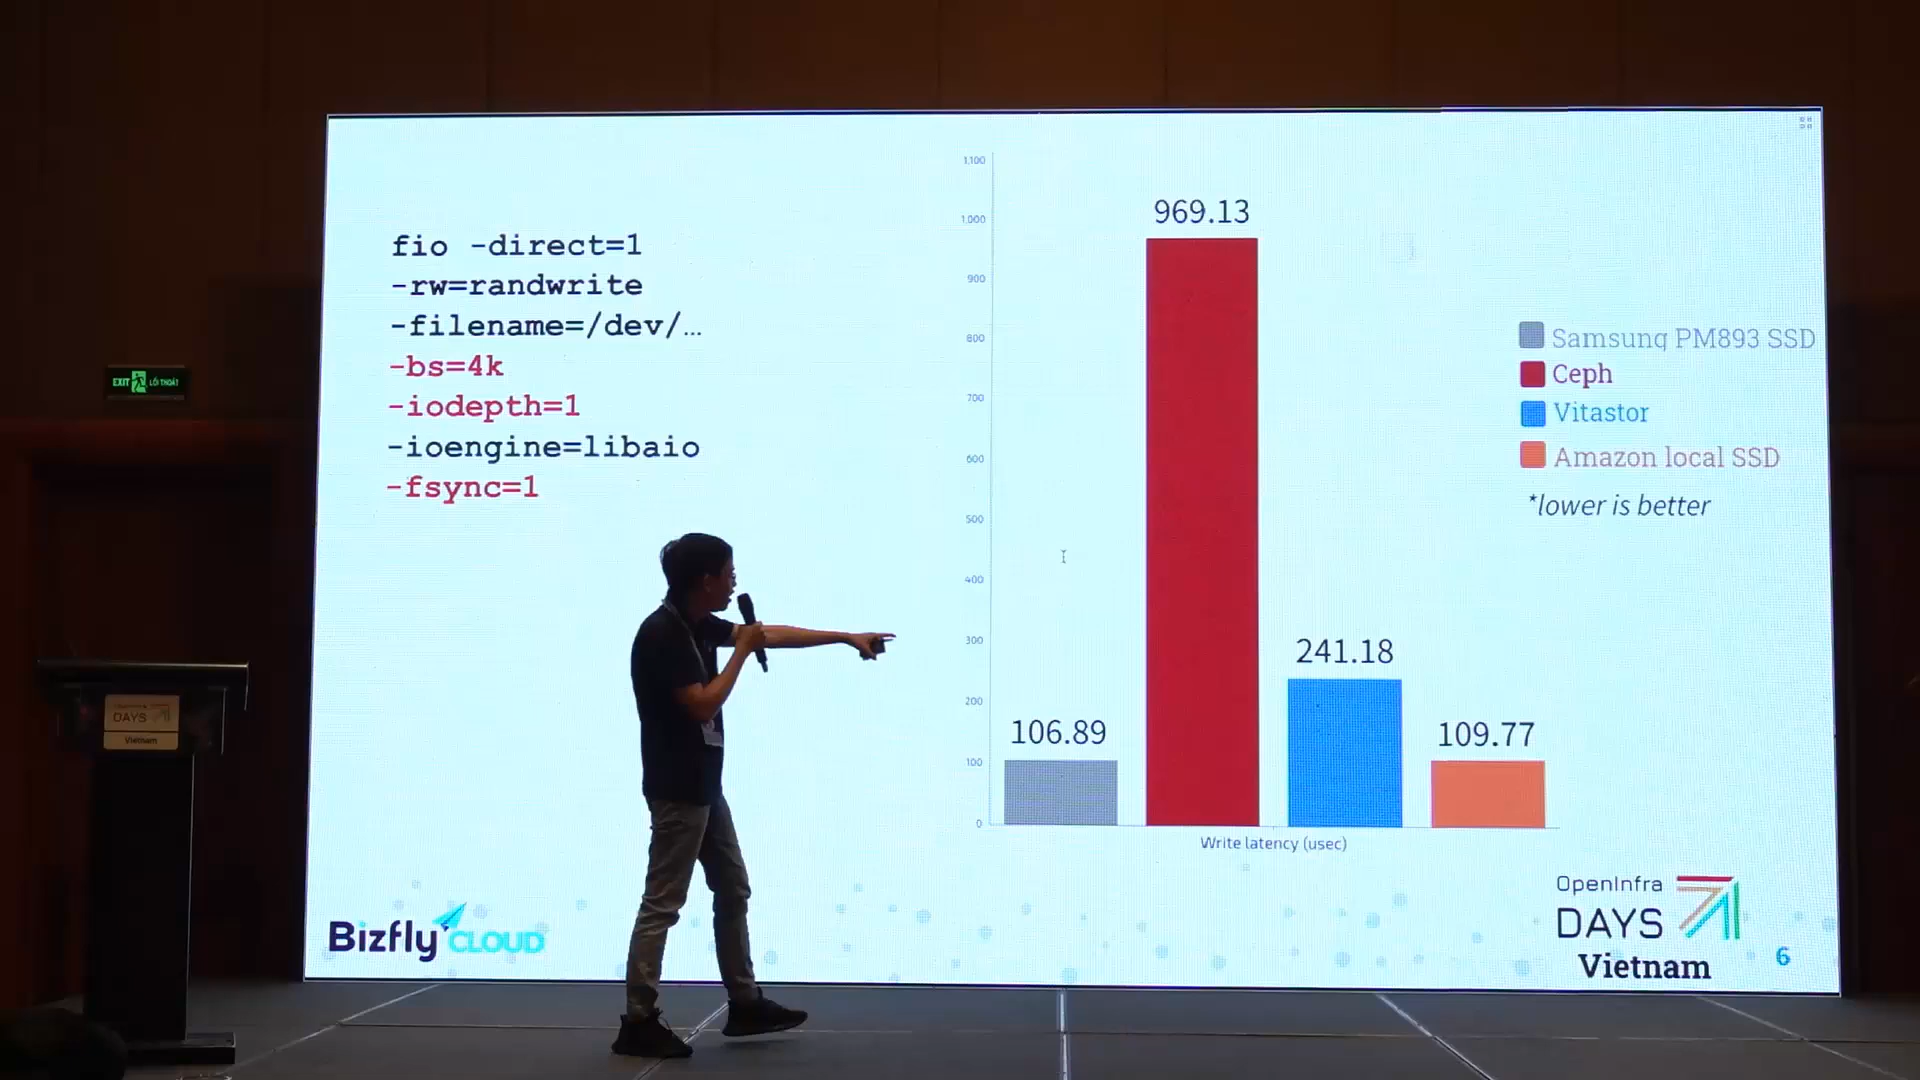 fio -direct=1
-rw=randwrite
-filename=/dev/…
-bs=4k
-iodepth=1
-ioengine=libaio
-fsync=1
1,100
1,000
900
800
700
600
500
400
300
200
100
0
106.89
969.13
241.18
109.77
Write latency (usec)
Samsung PM893 SSD
Ceph
Vitastor
Amazon local SSD
*lower is better
Bizfly CLOUD
OpenInfra
DAYS
Vietnam
6
EXIT LỐI THOÁT
DAYS
Vietnam